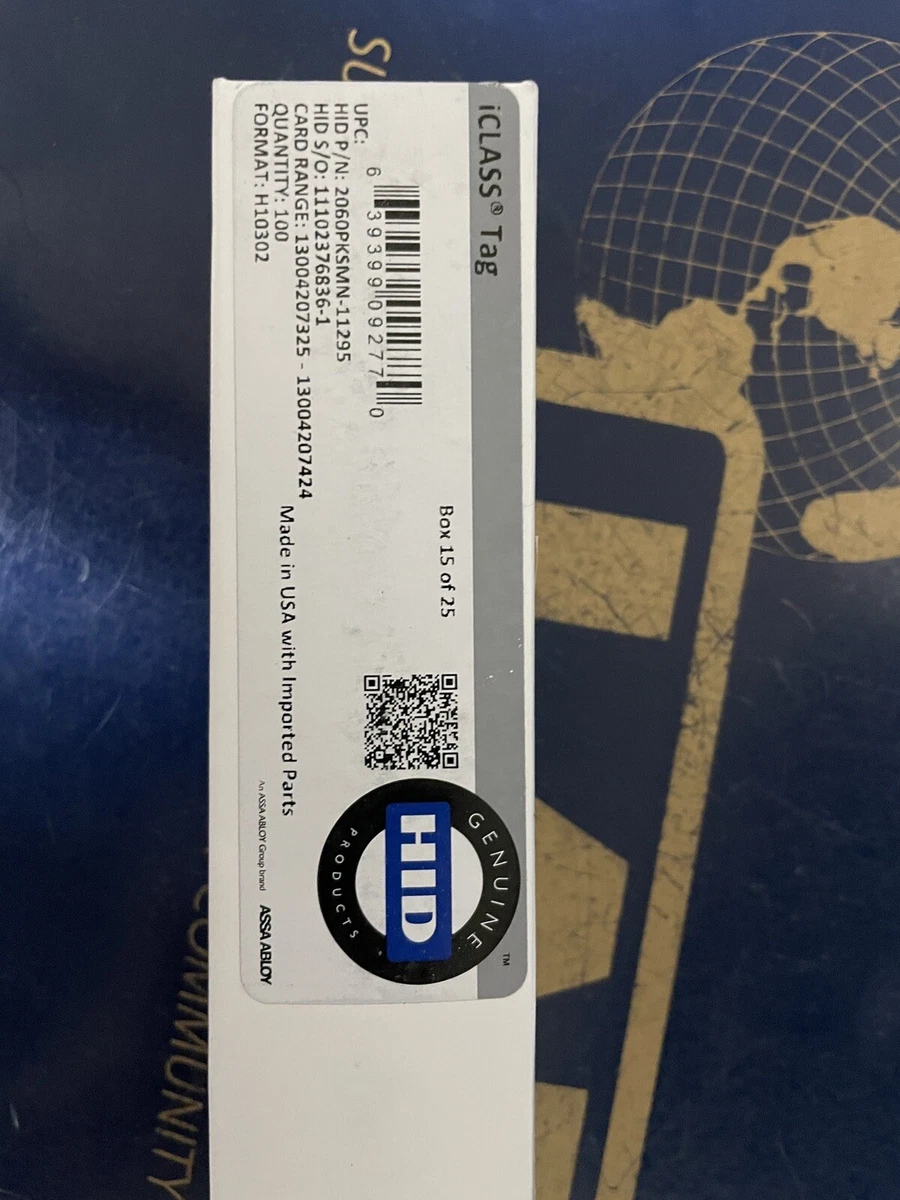 iCLASS® Tag
Box 15 of 25
UPC:
6 39399 09277 0
HID P/N: 2060PKSMN-11295
HID S/O: 11102376836-1
CARD RANGE: 13004207325 - 13004207424
QUANTITY: 100
FORMAT: H10302
Made in USA with Imported Parts
GENUINE
HID
PRODUCTS
TM
An ASSA ABLOY Group brand
ASSA ABLOY
COMMUNITY